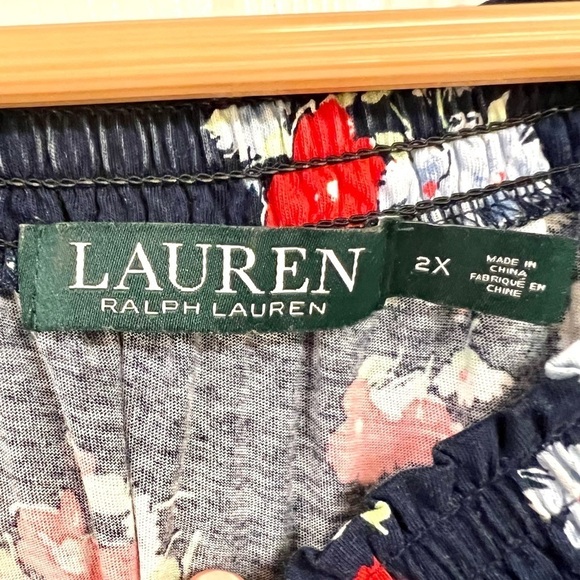 LAUREN
RALPH LAUREN
2X
MADE IN
CHINA
FABRIQUÉ EN
CHINE